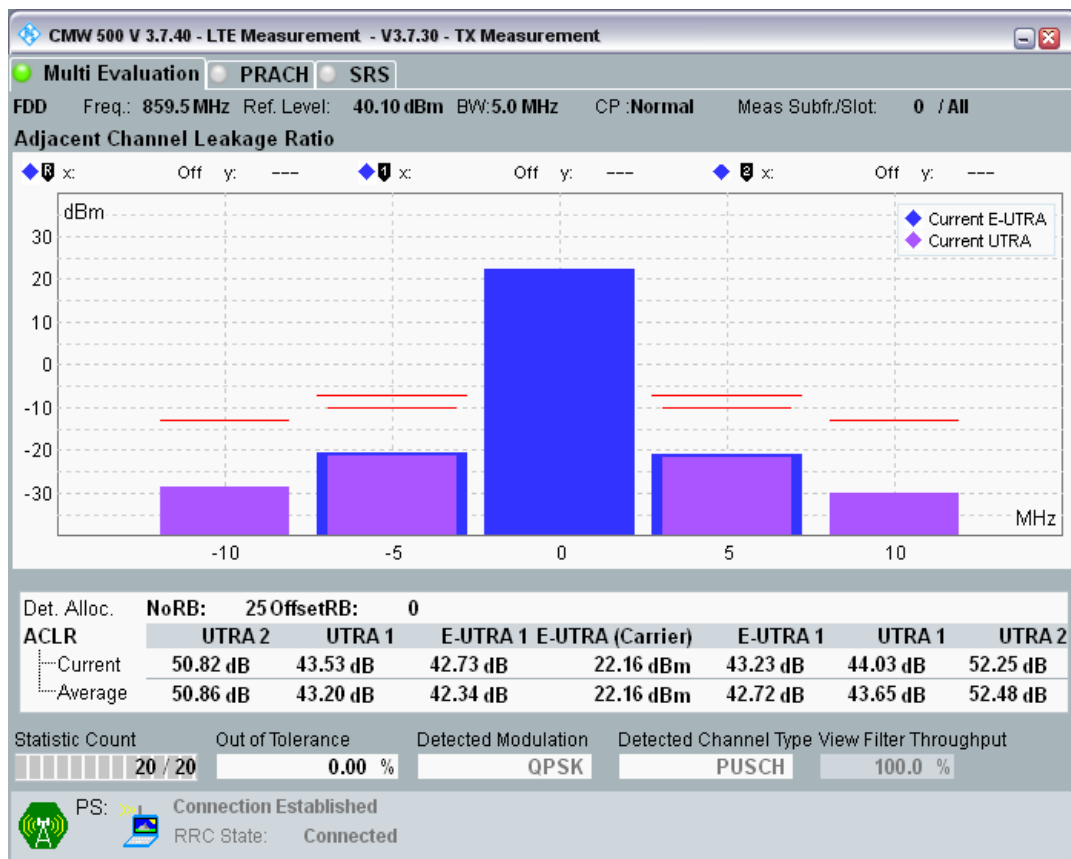 CMW 500 V 3.7.40 - LTE Measurement - V3.7.30 - TX Measurement
Multi Evaluation PRACH SRS
FDD Freq.: 859.5 MHz Ref. Level: 40.10 dBm BW:5.0 MHz CP :Normal Meas Subfr./Slot: 0 / All
Adjacent Channel Leakage Ratio
R x: Off y: --- 1 x: Off y: --- 2 x: Off y: ---
dBm
Current E-UTRA
Current UTRA
30
20
10
0
-10
-20
-30
MHz
-10 -5 0 5 10
Det. Alloc. NoRB: 25 OffsetRB: 0
ACLR UTRA 2 UTRA 1 E-UTRA 1 E-UTRA (Carrier) E-UTRA 1 UTRA 1 UTRA 2
Current 50.82 dB 43.53 dB 42.73 dB 22.16 dBm 43.23 dB 44.03 dB 52.25 dB
Average 50.86 dB 43.20 dB 42.34 dB 22.16 dBm 42.72 dB 43.65 dB 52.48 dB
Statistic Count Out of Tolerance Detected Modulation Detected Channel Type View Filter Throughput
20 / 20 0.00 % QPSK PUSCH 100.0 %
PS: Connection Established
RRC State: Connected